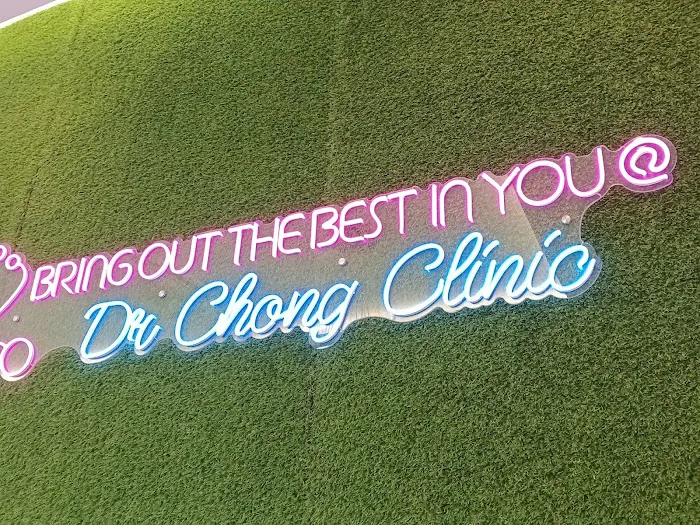 BRING OUT THE BEST IN YOU @
Dr Chong Clinic